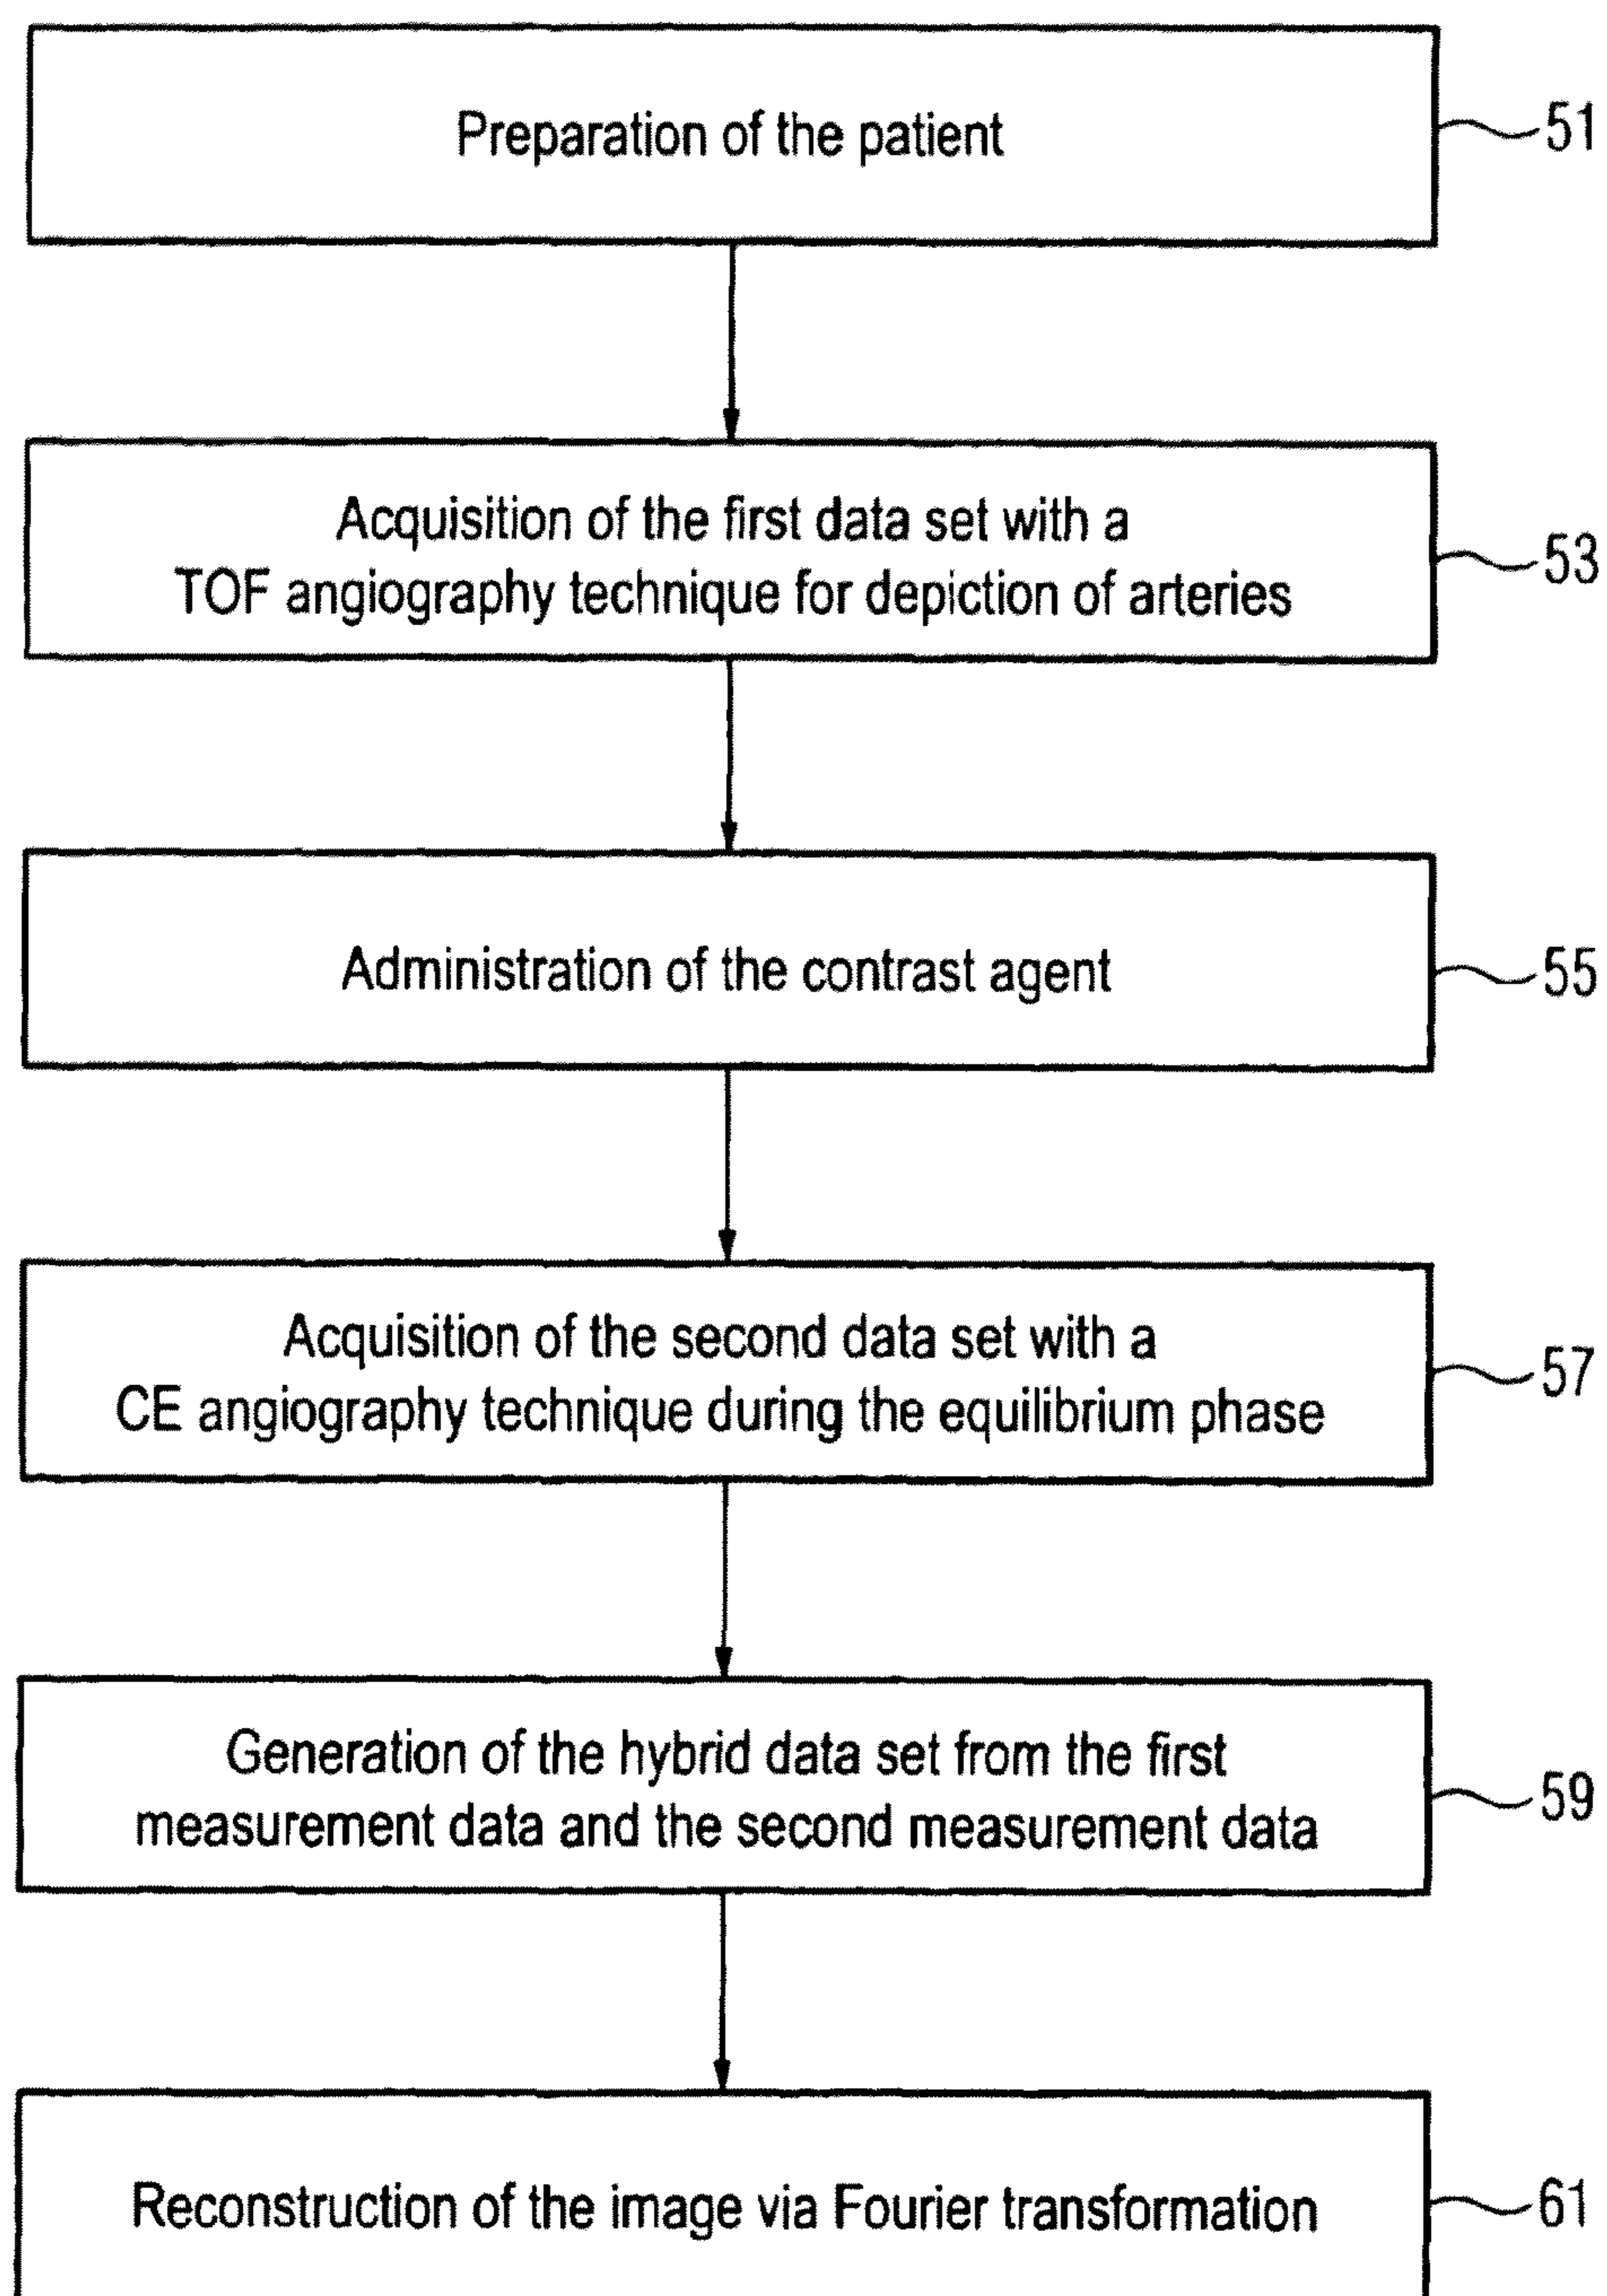 Preparation of the patient
51
Acquisition of the first data set with a
TOF angiography technique for depiction of arteries
53
Administration of the contrast agent
55
Acquisition of the second data set with a
CE angiography technique during the equilibrium phase
57
Generation of the hybrid data set from the first
measurement data and the second measurement data
59
Reconstruction of the image via Fourier transformation
61